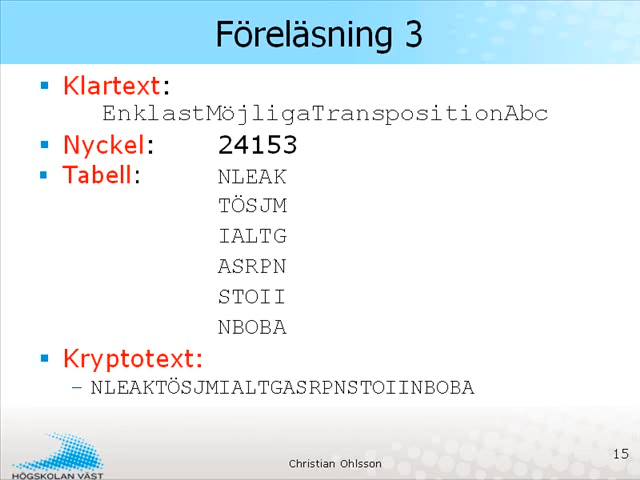 Föreläsning 3
Klartext:
EnklastMöjligaTranspositionAbc
Nyckel: 24153
Tabell: NLEAK
TÖSJM
IALTG
ASRPN
STOII
NBOBA
Kryptotext:
– NLEAKTÖSJMIALTGASRPNSTOIINBOBA
HÖGSKOLAN VÄST
Christian Ohlsson
15